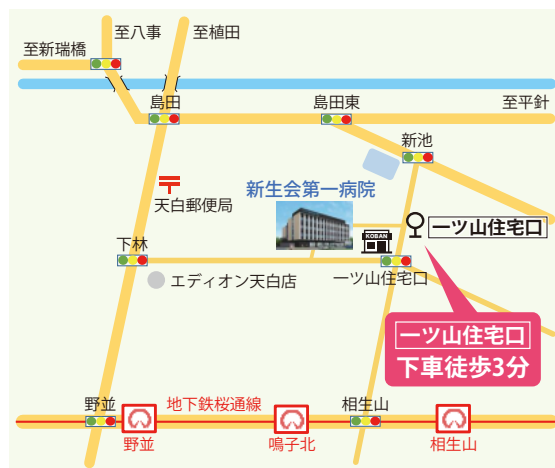 至八事
至植田
至新瑞橋
島田
島田東
至平針
新池
天白郵便局
新生会第一病院
KOBAN
一ツ山住宅口
下林
エディオン天白店
一ツ山住宅口
一ツ山住宅口
下車徒歩3分
野並
地下鉄桜通線
相生山
野並
鳴子北
相生山